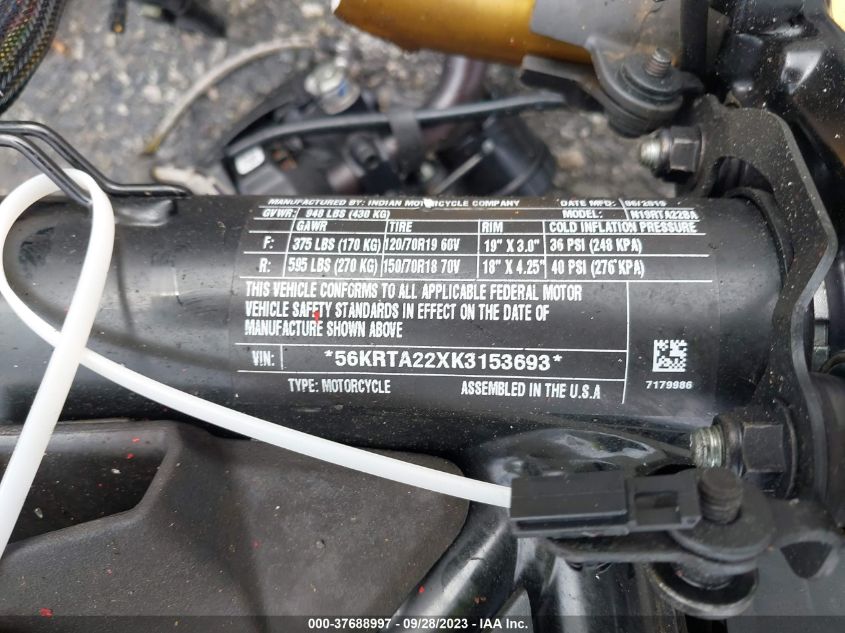 MANUFACTURED BY: INDIAN MOTORCYCLE COMPANY DATE MFD: 06/2019
GVWR: 948 LBS (430 KG) MODEL: N19RTA22BA
GAWR TIRE RIM COLD INFLATION PRESSURE
F: 375 LBS (170 KG) 120/70R19 60V 19" X 3.0" 36 PSI (248 KPA)
R: 595 LBS (270 KG) 150/70R18 70V 18" X 4.25" 40 PSI (276 KPA)
THIS VEHICLE CONFORMS TO ALL APPLICABLE FEDERAL MOTOR
VEHICLE SAFETY STANDARDS IN EFFECT ON THE DATE OF
MANUFACTURE SHOWN ABOVE
VIN: *56KRTA22XK3153693*
TYPE: MOTORCYCLE ASSEMBLED IN THE U.S.A
7179986
000-37688997 - 09/28/2023 - IAA Inc.